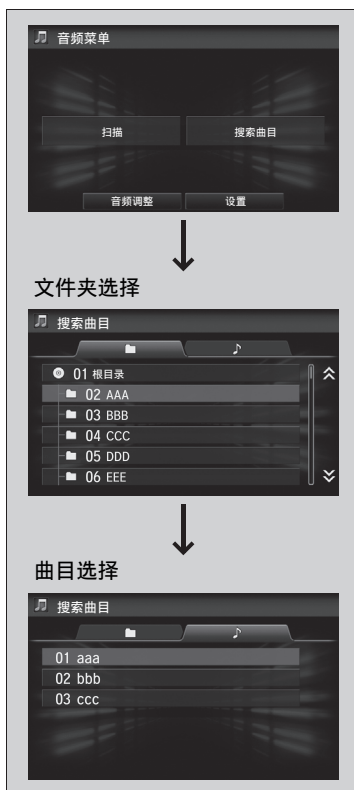 音频菜单
扫描 搜索曲目
音频调整 设置
文件夹选择
搜索曲目
01 根目录
02 AAA
03 BBB
04 CCC
05 DDD
06 EEE
曲目选择
搜索曲目
01 aaa
02 bbb
03 ccc